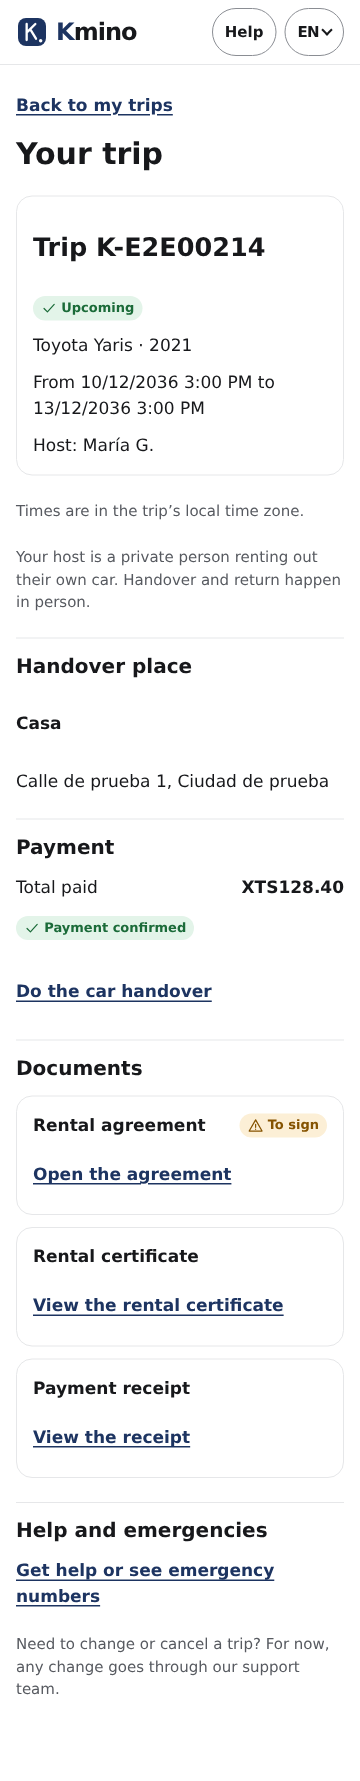 K Kmino
Help
EN
Back to my trips
Your trip
Trip K-E2E00214
Upcoming
Toyota Yaris · 2021
From 10/12/2036 3:00 PM to
13/12/2036 3:00 PM
Host: María G.
Times are in the trip’s local time zone.
Your host is a private person renting out
their own car. Handover and return happen
in person.
Handover place
Casa
Calle de prueba 1, Ciudad de prueba
Payment
Total paid XTS128.40
Payment confirmed
Do the car handover
Documents
Rental agreement To sign
Open the agreement
Rental certificate
View the rental certificate
Payment receipt
View the receipt
Help and emergencies
Get help or see emergency
numbers
Need to change or cancel a trip? For now,
any change goes through our support
team.